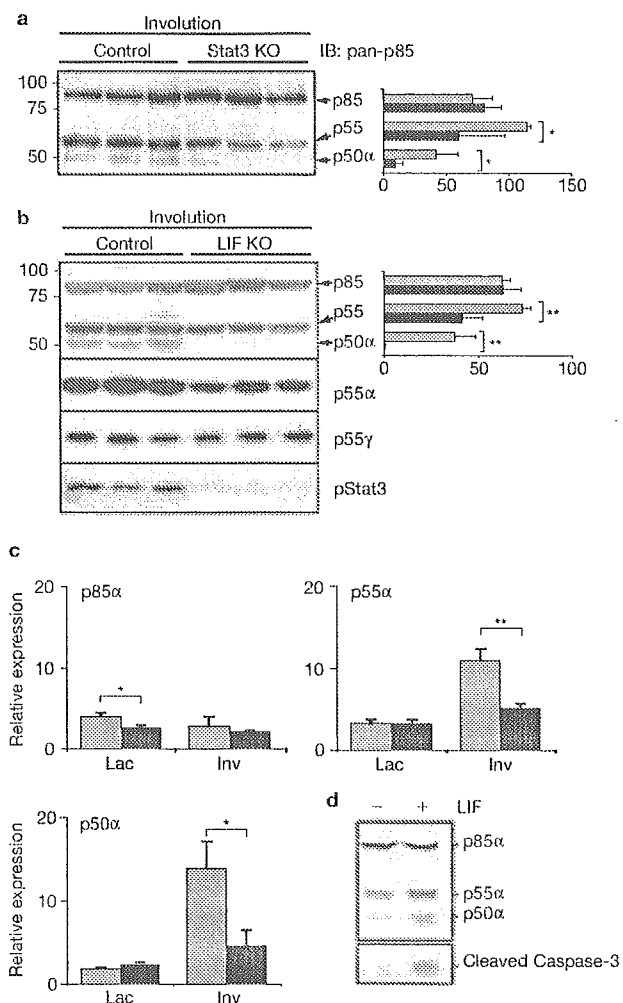 a
Involution
Control Stat3 KO IB: pan-p85
100
75
50
p85
p55
p50α
*
*
0 50 100 150
b
Involution
Control LIF KO
100
75
50
p85
p55
p50α
**
**
0 50 100
p55α
p55γ
pStat3
c
Relative expression
20
10
0
p85α
*
Lac Inv
20
10
0
p55α
**
Lac Inv
Relative expression
20
10
0
p50α
*
Lac Inv
d
− + LIF
p85α
p55α
p50α
Cleaved Caspase-3